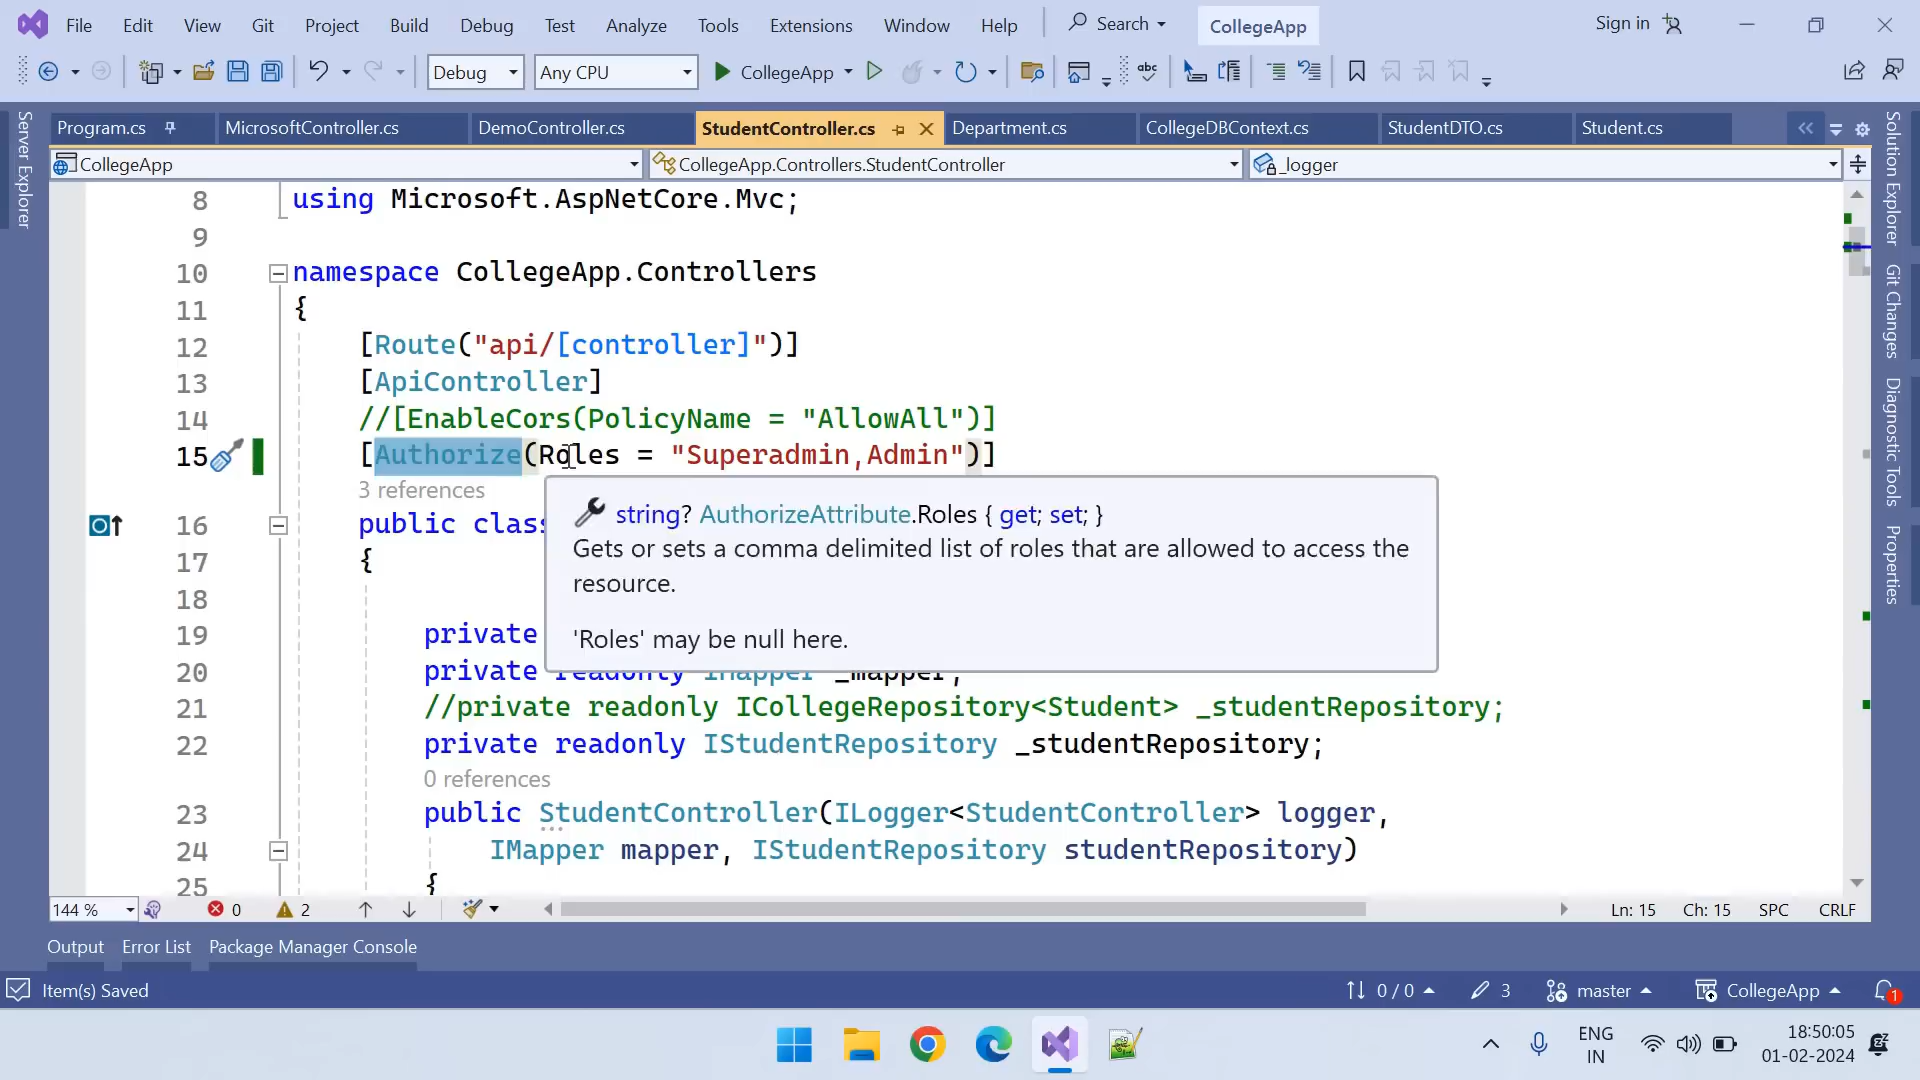 File Edit View Git Project Build Debug Test Analyze Tools Extensions Window Help Search CollegeApp Sign in
Debug Any CPU CollegeApp abc
Server Explorer
Program.cs MicrosoftController.cs DemoController.cs StudentController.cs Department.cs CollegeDBContext.cs StudentDTO.cs Student.cs
CollegeApp CollegeApp.Controllers.StudentController _logger
8 using Microsoft.AspNetCore.Mvc;
9
10 namespace CollegeApp.Controllers
11 {
12 [Route("api/[controller]")]
13 [ApiController]
14 //[EnableCors(PolicyName = "AllowAll")]
15 [Authorize(Roles = "Superadmin,Admin")]
3 references
16 public class
17 {
18
19 private
20 private readonly IMapper _mapper;
21 //private readonly ICollegeRepository<Student> _studentRepository;
22 private readonly IStudentRepository _studentRepository;
0 references
23 public StudentController(ILogger<StudentController> logger,
24 IMapper mapper, IStudentRepository studentRepository)
25 {
string? AuthorizeAttribute.Roles { get; set; }
Gets or sets a comma delimited list of roles that are allowed to access the
resource.
'Roles' may be null here.
Solution Explorer
Git Changes
Diagnostic Tools
Properties
144 % 0 2 Ln: 15 Ch: 15 SPC CRLF
Output Error List Package Manager Console
Item(s) Saved 0 / 0 3 master CollegeApp 1
ENG
IN
18:50:05
01-02-2024